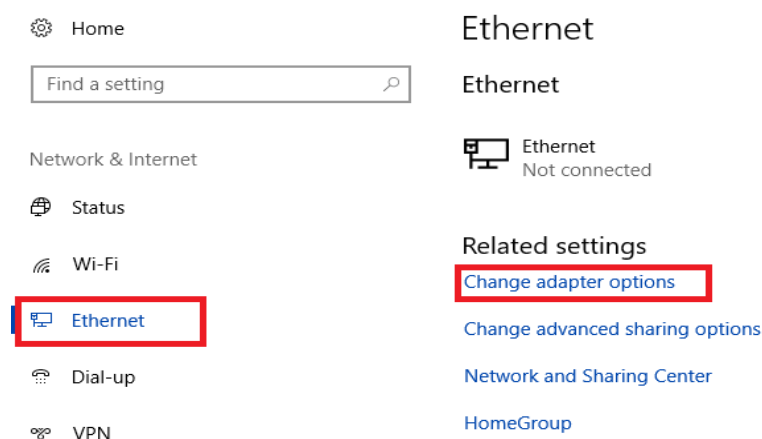 Home
Find a setting
Network & Internet
Status
Wi-Fi
Ethernet
Dial-up
VPN
Ethernet
Ethernet
Ethernet
Not connected
Related settings
Change adapter options
Change advanced sharing options
Network and Sharing Center
HomeGroup